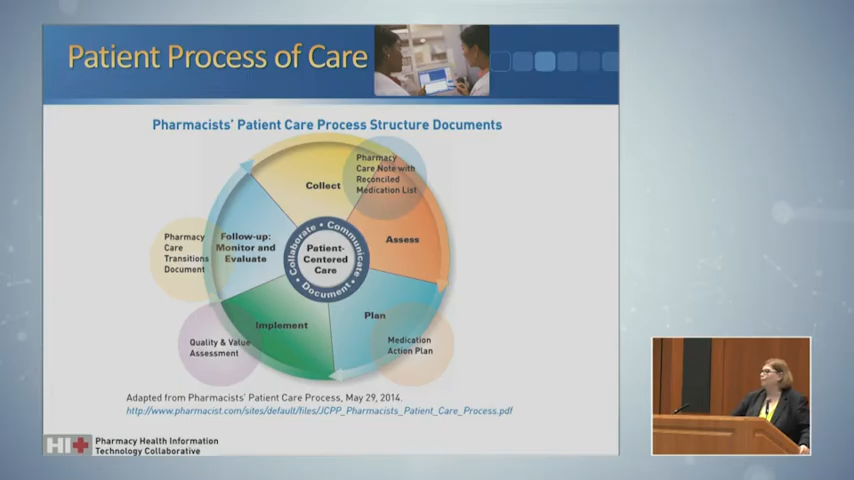 Patient Process of Care
Pharmacists' Patient Care Process Structure Documents
Pharmacy
Care Note with
Reconciled
Medication List
Collect
Assess
Plan
Medication
Action Plan
Implement
Quality & Value
Assessment
Follow-up:
Monitor and
Evaluate
Pharmacy
Care
Transitions
Document
Collaborate • Communicate • Document •
Patient-
Centered
Care
Adapted from Pharmacists' Patient Care Process, May 29, 2014.
http://www.pharmacist.com/sites/default/files/JCPP_Pharmacists_Patient_Care_Process.pdf
HIT
Pharmacy Health Information
Technology Collaborative